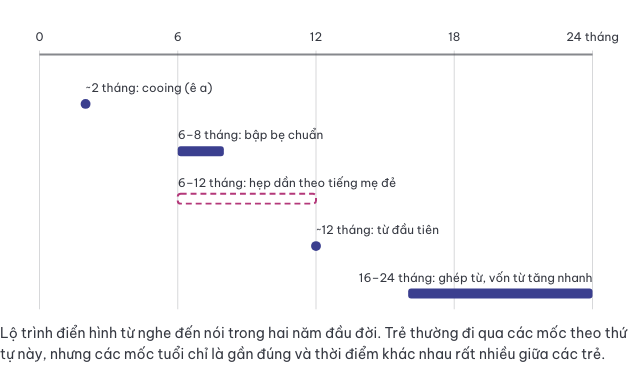 0 6 12 18 24 tháng
~2 tháng: cooing (ê a)
6–8 tháng: bập bẹ chuẩn
6–12 tháng: hẹp dần theo tiếng mẹ đẻ
~12 tháng: từ đầu tiên
16–24 tháng: ghép từ, vốn từ tăng nhanh
Lộ trình điển hình từ nghe đến nói trong hai năm đầu đời. Trẻ thường đi qua các mốc theo thứ
tự này, nhưng các mốc tuổi chỉ là gần đúng và thời điểm khác nhau rất nhiều giữa các trẻ.